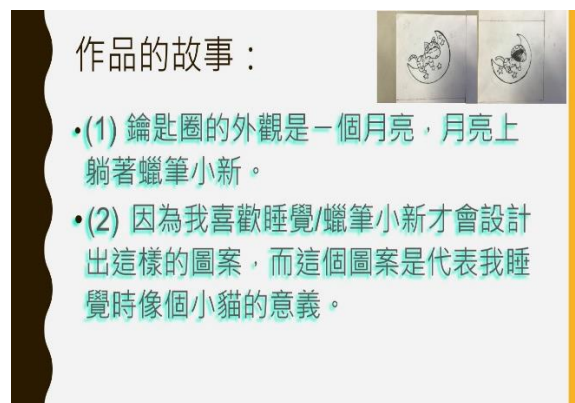 作品的故事：
•(1) 鑰匙圈的外觀是一個月亮，月亮上
躺著蠟筆小新。
•(2) 因為我喜歡睡覺/蠟筆小新才會設計
出這樣的圖案，而這個圖案是代表我睡
覺時像個小貓的意義。